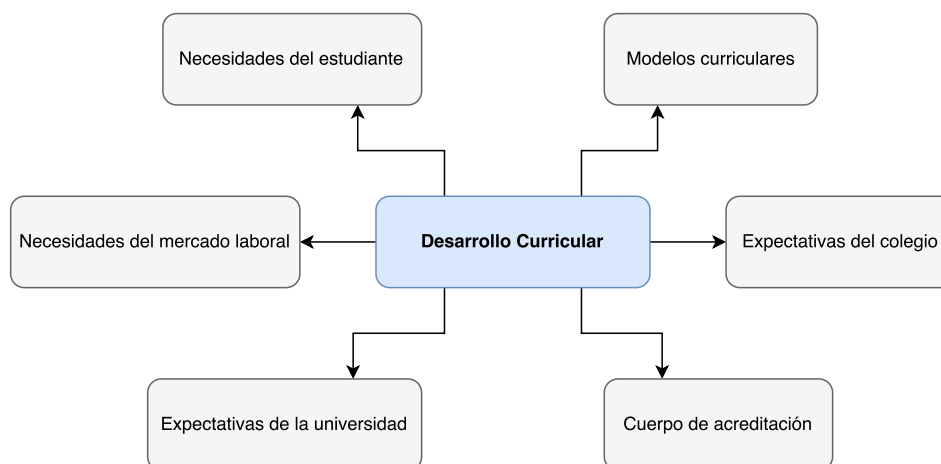 Necesidades del estudiante
Modelos curriculares
Necesidades del mercado laboral
Desarrollo Curricular
Expectativas del colegio
Expectativas de la universidad
Cuerpo de acreditación